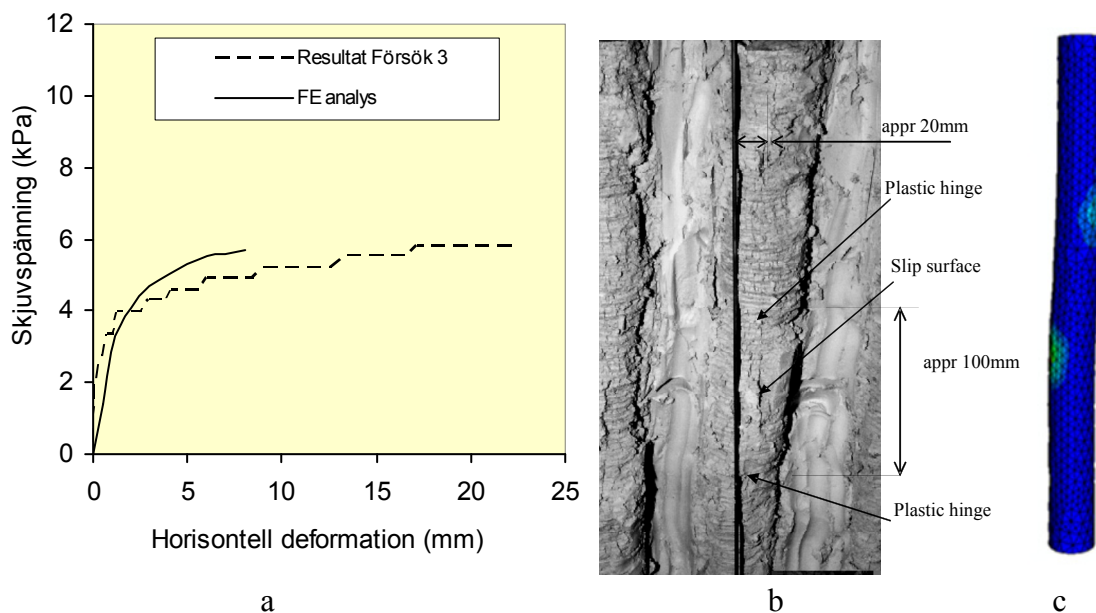 12
10
8
6
4
2
0
Skjuvspänning (kPa)
Resultat Försök 3
FE analys
0 5 10 15 20 25
Horisontell deformation (mm)
a
appr 20mm
Plastic hinge
Slip surface
appr 100mm
Plastic hinge
b
c